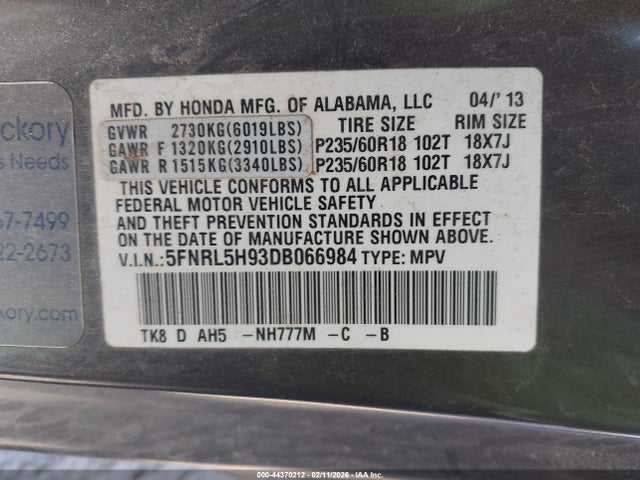 MFD. BY HONDA MFG. OF ALABAMA, LLC 04/'13
GVWR 2730KG(6019LBS) TIRE SIZE RIM SIZE
GAWR F 1320KG(2910LBS) P235/60R18 102T 18X7J
GAWR R 1515KG(3340LBS) P235/60R18 102T 18X7J
THIS VEHICLE CONFORMS TO ALL APPLICABLE
FEDERAL MOTOR VEHICLE SAFETY
AND THEFT PREVENTION STANDARDS IN EFFECT
ON THE DATE OF MANUFACTURE SHOWN ABOVE.
V.I.N.:5FNRL5H93DB066984 TYPE: MPV
TK8 D AH5 -NH777M -C -B
ckory
s Needs
7-7499
22-2673
kory.com
© COPY - 44370212 - 02/11/2026 - IAA Inc.